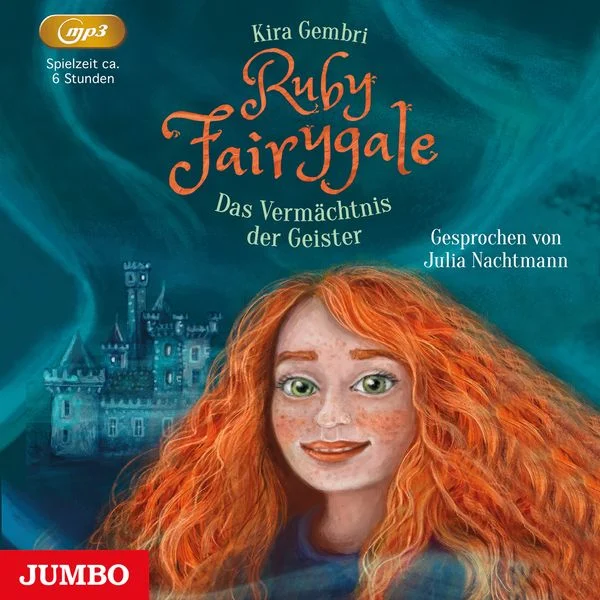 mp3
Spielzeit ca.
6 Stunden
Kira Gembri
Ruby
Fairygale
Das Vermächtnis
der Geister
Gesprochen von
Julia Nachtmann
JUMBO